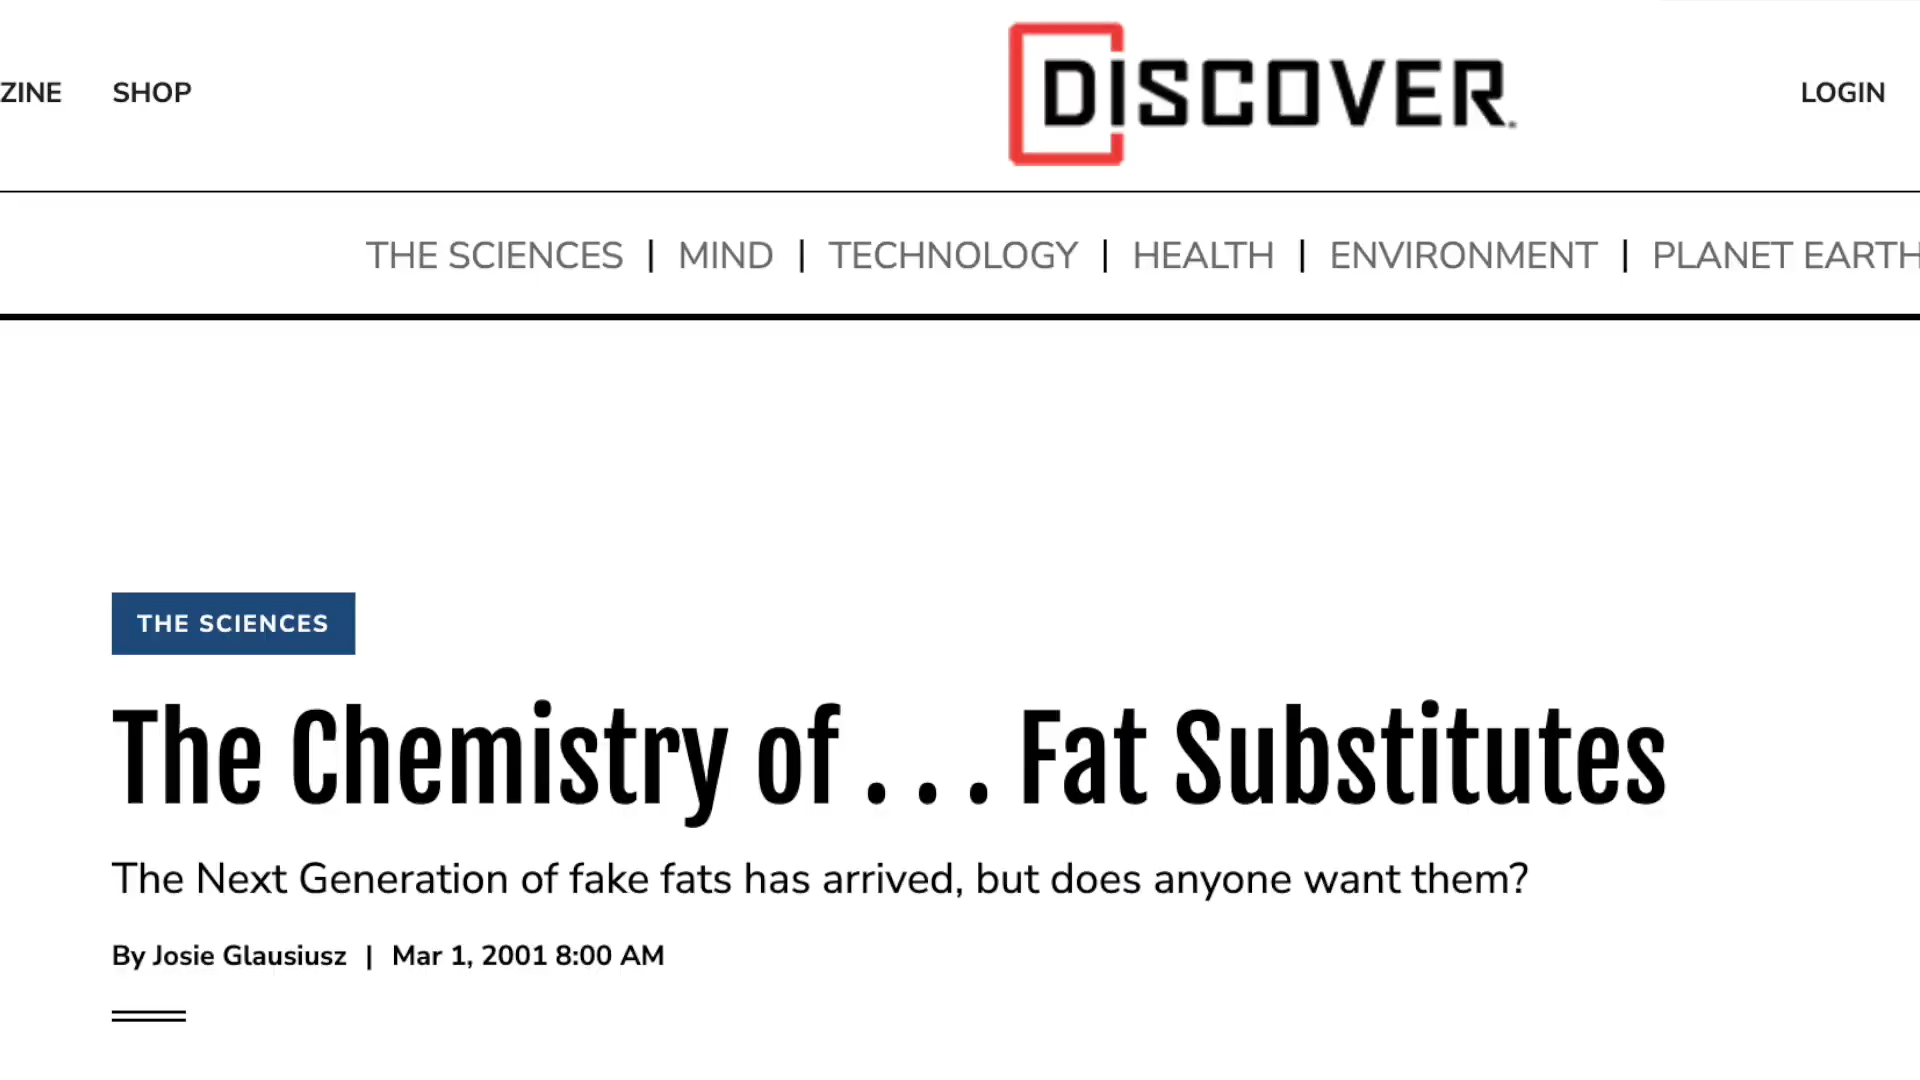 ZINE SHOP DISCOVER. LOGIN
THE SCIENCES | MIND | TECHNOLOGY | HEALTH | ENVIRONMENT | PLANET EARTH
THE SCIENCES
The Chemistry of . . . Fat Substitutes
The Next Generation of fake fats has arrived, but does anyone want them?
By Josie Glausiusz | Mar 1, 2001 8:00 AM